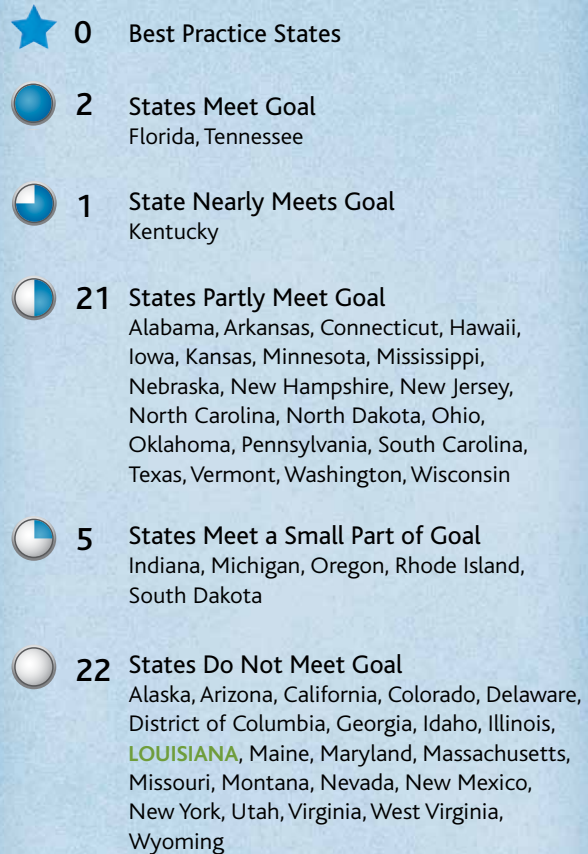 0 Best Practice States
2 States Meet Goal
Florida, Tennessee
1 State Nearly Meets Goal
Kentucky
21 States Partly Meet Goal
Alabama, Arkansas, Connecticut, Hawaii,
Iowa, Kansas, Minnesota, Mississippi,
Nebraska, New Hampshire, New Jersey,
North Carolina, North Dakota, Ohio,
Oklahoma, Pennsylvania, South Carolina,
Texas, Vermont, Washington, Wisconsin
5 States Meet a Small Part of Goal
Indiana, Michigan, Oregon, Rhode Island,
South Dakota
22 States Do Not Meet Goal
Alaska, Arizona, California, Colorado, Delaware,
District of Columbia, Georgia, Idaho, Illinois,
LOUISIANA, Maine, Maryland, Massachusetts,
Missouri, Montana, Nevada, New Mexico,
New York, Utah, Virginia, West Virginia,
Wyoming